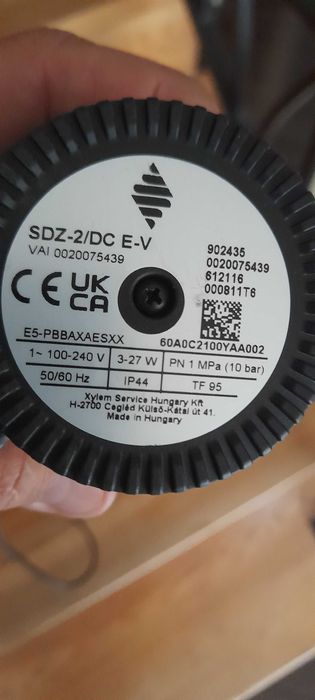 SDZ-2/DC E-V
VAI 0020075439
902435
0020075439
612116
000811T6
CE UK
CA
E5-PBBAXAESXX
60A0C2100YAA002
1~ 100-240 V 3-27 W PN 1 MPa (10 bar)
50/60 Hz IP44 TF 95
Xylem Service Hungary Kft
H-2700 Cegléd Külső-Kátai út 41.
Made in Hungary